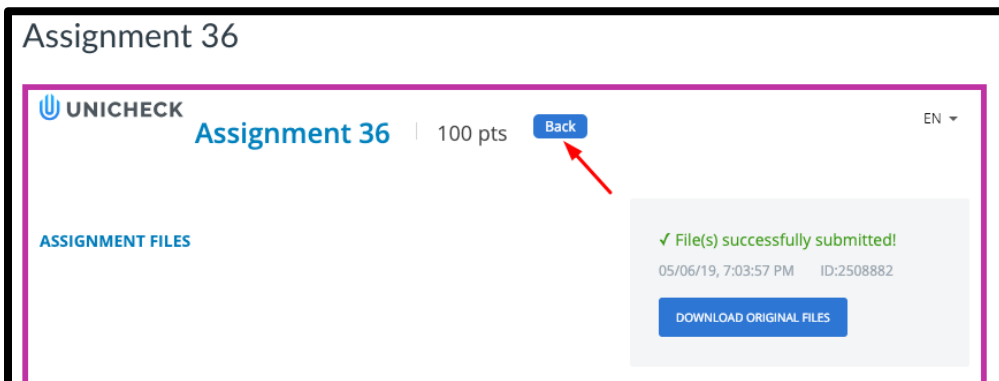 Assignment 36
UNICHECK
Assignment 36 100 pts Back
EN
ASSIGNMENT FILES
✓ File(s) successfully submitted!
05/06/19, 7:03:57 PM ID:2508882
DOWNLOAD ORIGINAL FILES